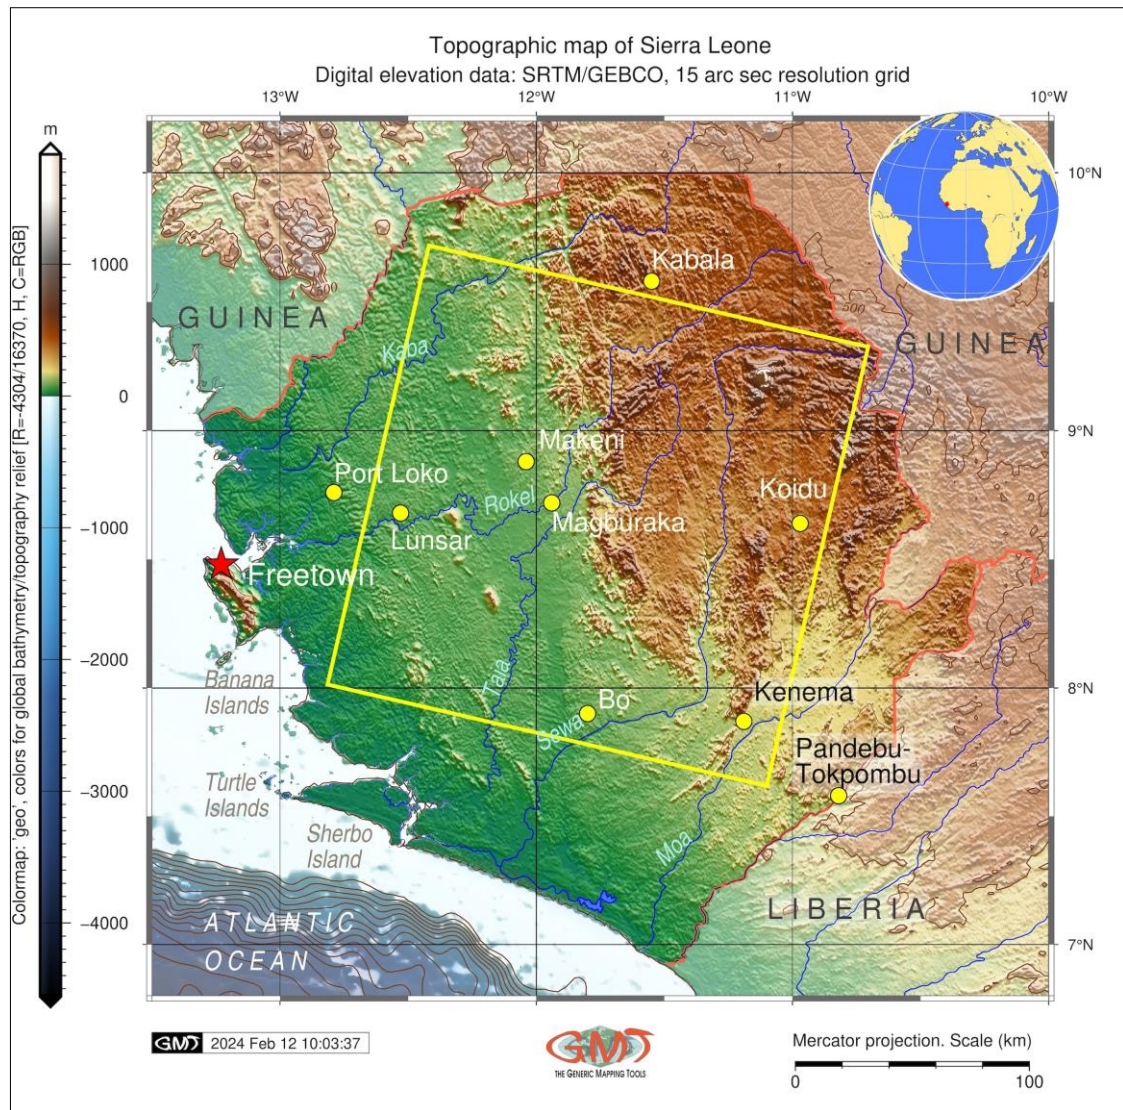 Topographic map of Sierra Leone
Digital elevation data: SRTM/GEBCO, 15 arc sec resolution grid
13°W
12°W
11°W
10°W
m
10°N
1000
500
Kabala
500
GUINEA
GUINEA
Kaba
0
9°N
Makeni
Port Loko
Koidu
Rokel
Lunsar
Magburaka
−1000
Freetown
−2000
Banana
Islands
Taia
8°N
Kenema
Bo
Sewa
Pandebu-
Tokpombu
Turtle
Islands
−3000
Sherbo
Island
Moa
LIBERIA
ATLANTIC
OCEAN
−4000
7°N
Colormap: 'geo', colors for global bathymetry/topography relief [R=-4304/16370, H, C=RGB]
GMT 2024 Feb 12 10:03:37
GMT
THE GENERIC MAPPING TOOLS
Mercator projection. Scale (km)
0
100